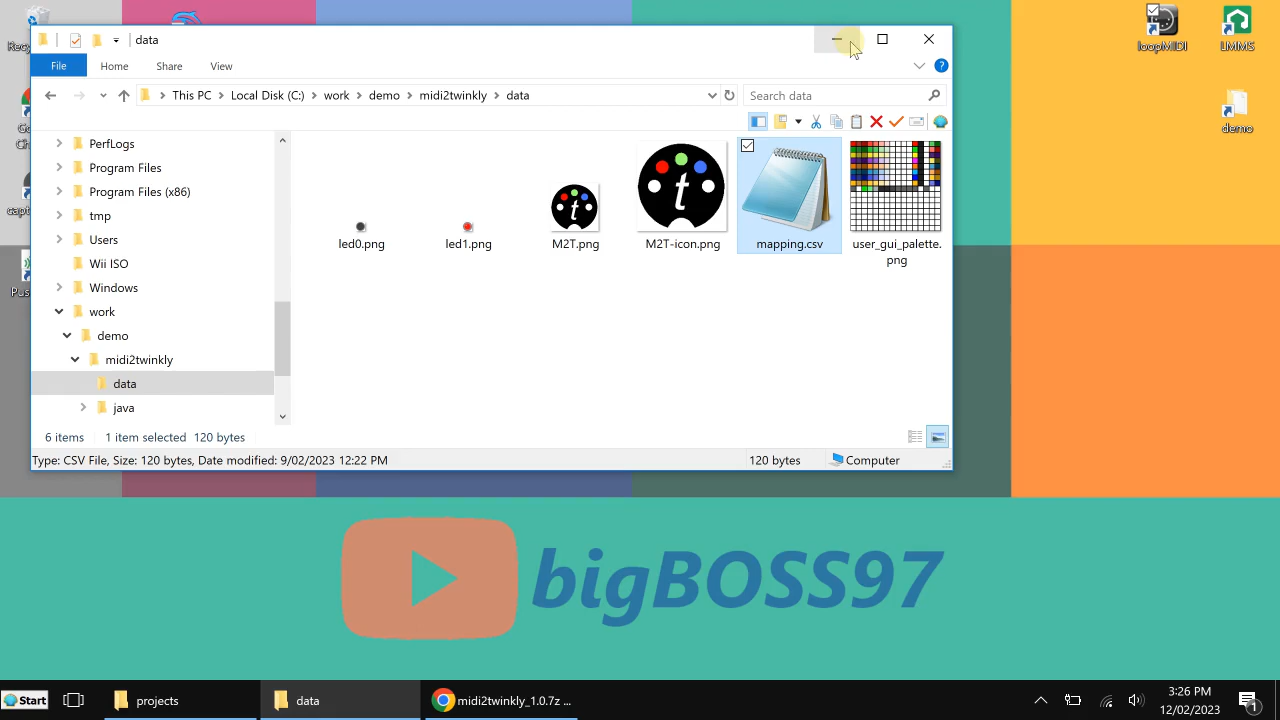 Recyc
data
File
Home
Share
View
This PC
Local Disk (C:)
work
demo
midi2twinkly
data
Search data
PerfLogs
Program Files
Program Files (x86)
tmp
Users
Wii ISO
Windows
work
demo
midi2twinkly
data
java
led0.png
led1.png
M2T.png
M2T-icon.png
mapping.csv
user_gui_palette.
png
6 items
1 item selected
120 bytes
Type: CSV File, Size: 120 bytes, Date modified: 9/02/2023 12:22 PM
120 bytes
Computer
loopMIDI
LMMS
demo
bigBOSS97
Start
projects
data
midi2twinkly_1.0.7z ...
3:26 PM
12/02/2023
1